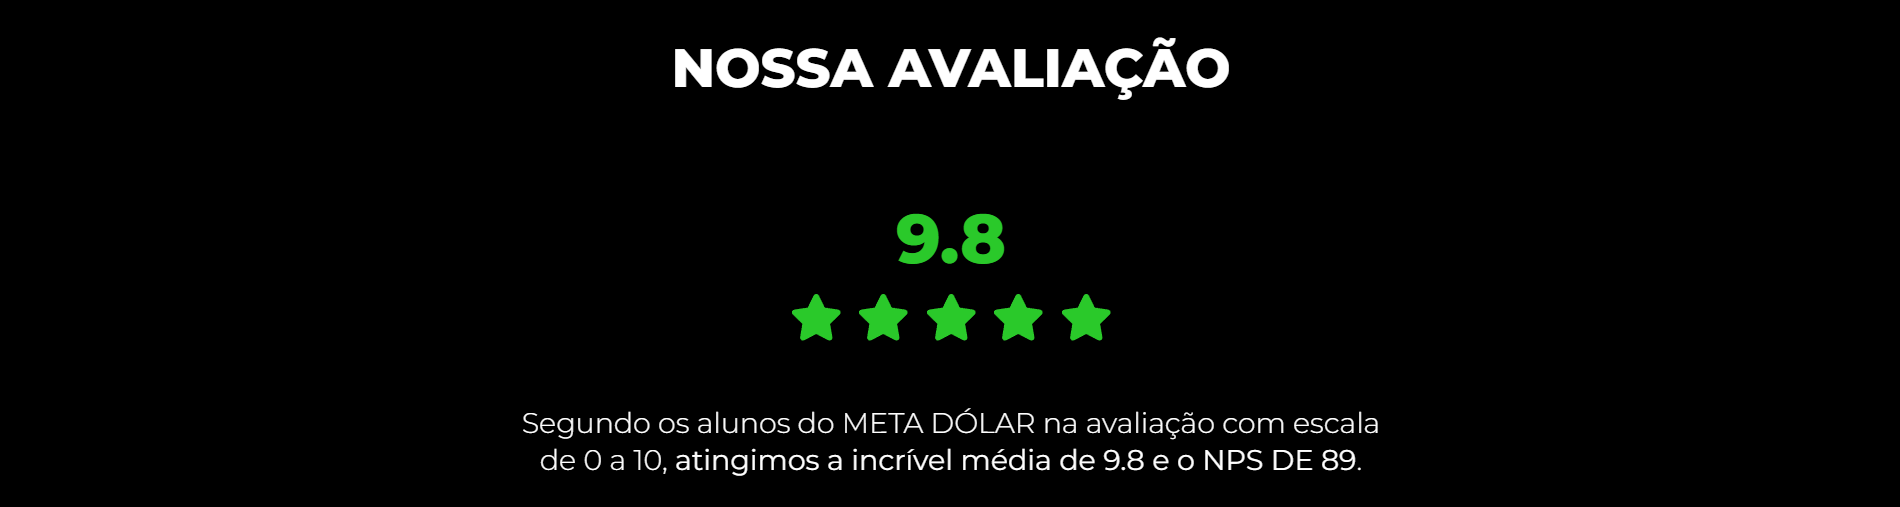 NOSSA AVALIAÇÃO
9.8
Segundo os alunos do META DÓLAR na avaliação com escala
de 0 a 10, atingimos a incrível média de 9.8 e o NPS DE 89.